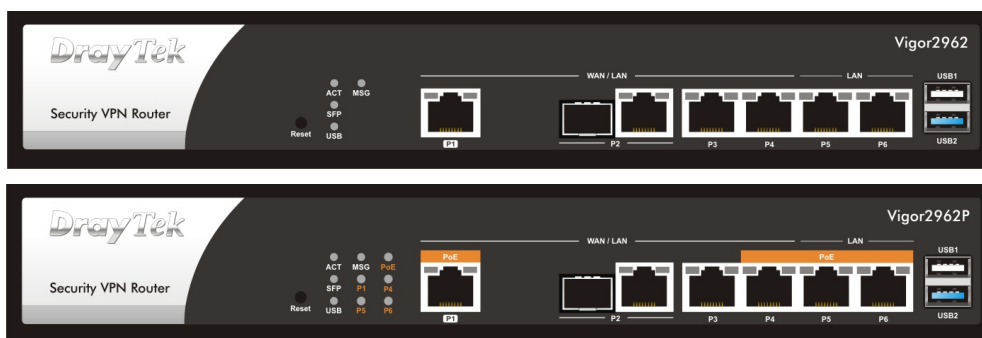 DrayTek
Vigor2962
Security VPN Router
WAN / LAN
LAN
USB1
ACT MSG
SFP
USB
Reset
P1
P2
P3
P4
P5
P6
USB2
DrayTek
Vigor2962P
Security VPN Router
WAN / LAN
LAN
USB1
PoE
PoE
ACT MSG PoE
SFP P1 P4
USB P5 P6
Reset
P1
P2
P3
P4
P5
P6
USB2